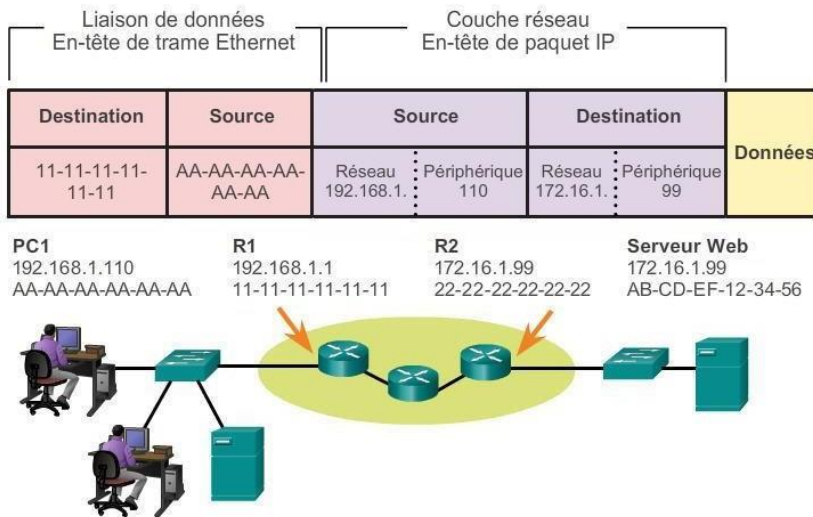 Liaison de données
En-tête de trame Ethernet
Couche réseau
En-tête de paquet IP
Destination
Source
Source
Destination
Données
11-11-11-11-
11-11
AA-AA-AA-AA-
AA-AA
Réseau
192.168.1.
Périphérique
110
Réseau
172.16.1.
Périphérique
99
PC1
192.168.1.110
AA-AA-AA-AA-AA-AA
R1
192.168.1.1
11-11-11-11-11-11
R2
172.16.1.99
22-22-22-22-22-22
Serveur Web
172.16.1.99
AB-CD-EF-12-34-56